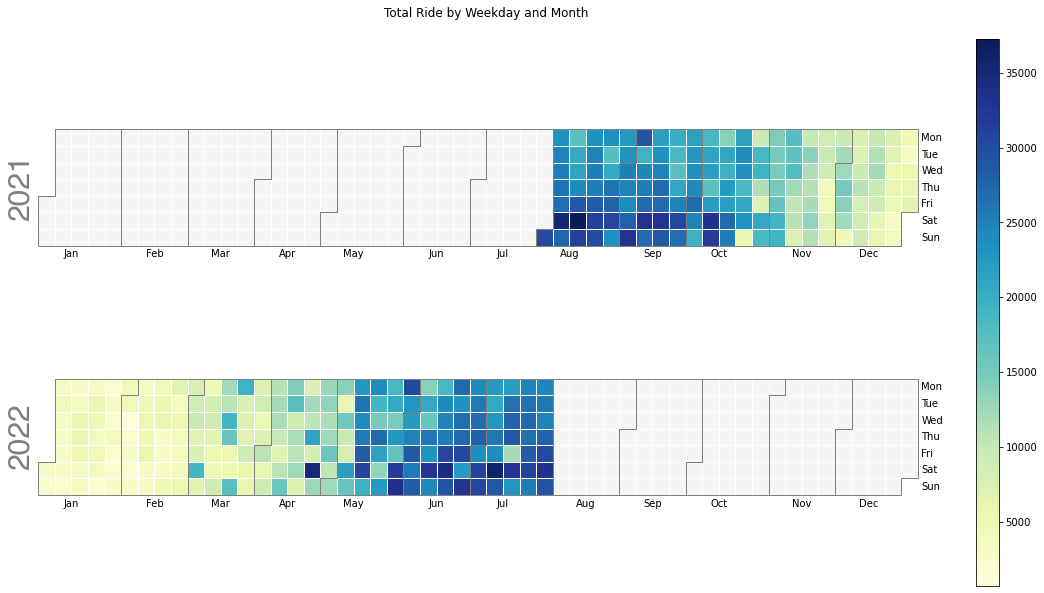 Total Ride by Weekday and Month
2021
Mon
Tue
Wed
Thu
Fri
Sat
Sun
Jan Feb Mar Apr May Jun Jul Aug Sep Oct Nov Dec
2022
Mon
Tue
Wed
Thu
Fri
Sat
Sun
Jan Feb Mar Apr May Jun Jul Aug Sep Oct Nov Dec
35000
30000
25000
20000
15000
10000
5000